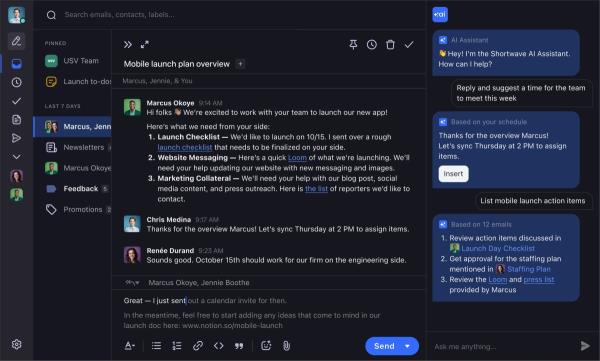 Search emails, contacts, labels...
PINNED
USV
USV Team
Launch to-dos
LAST 7 DAYS
Marcus, Jenn
Newsletters 4
Marcus Okoye
Feedback 5
Promotions 2
Mobile launch plan overview +
Marcus, Jennie, & You
Marcus Okoye 9:14 AM
Hi folks 👋 We're excited to work with your team to launch our new app!
Here's what we need from your side:
1. Launch Checklist — We'd like to launch on 10/15. I sent over a rough
launch checklist that needs to be finalized on your side.
2. Website Messaging — Here's a quick Loom of what we're launching. We'll
need your help updating our website with new messaging and images.
3. Marketing Collateral — We'll need your help with our blog post, social
media content, and press outreach. Here is the list of reporters we'd like to
contact.
Chris Medina 9:17 AM
Thanks for the overview Marcus! Let's sync Thursday at 2 PM to assign items.
Renée Durand 9:23 AM
Sounds good. October 15th should work for our firm on the engineering side.
Marcus Okoye, Jennie Boothe
Great — I just sent out a calendar invite for then.
In the meantime, feel free to start adding any ideas that come to mind in our
launch doc here: www.notion.so/mobile-launch
Send
ai
AI Assistant
👋 Hey! I'm the Shortwave AI Assistant.
How can I help?
Reply and suggest a time for the team
to meet this week
Based on your schedule
Thanks for the overview Marcus!
Let's sync Thursday at 2 PM to assign
items.
Insert
List mobile launch action items
Based on 12 emails
1. Review action items discussed in
Launch Day Checklist
2. Get approval for the staffing plan
mentioned in Staffing Plan
3. Review the Loom and press list
provided by Marcus
Ask me anything...